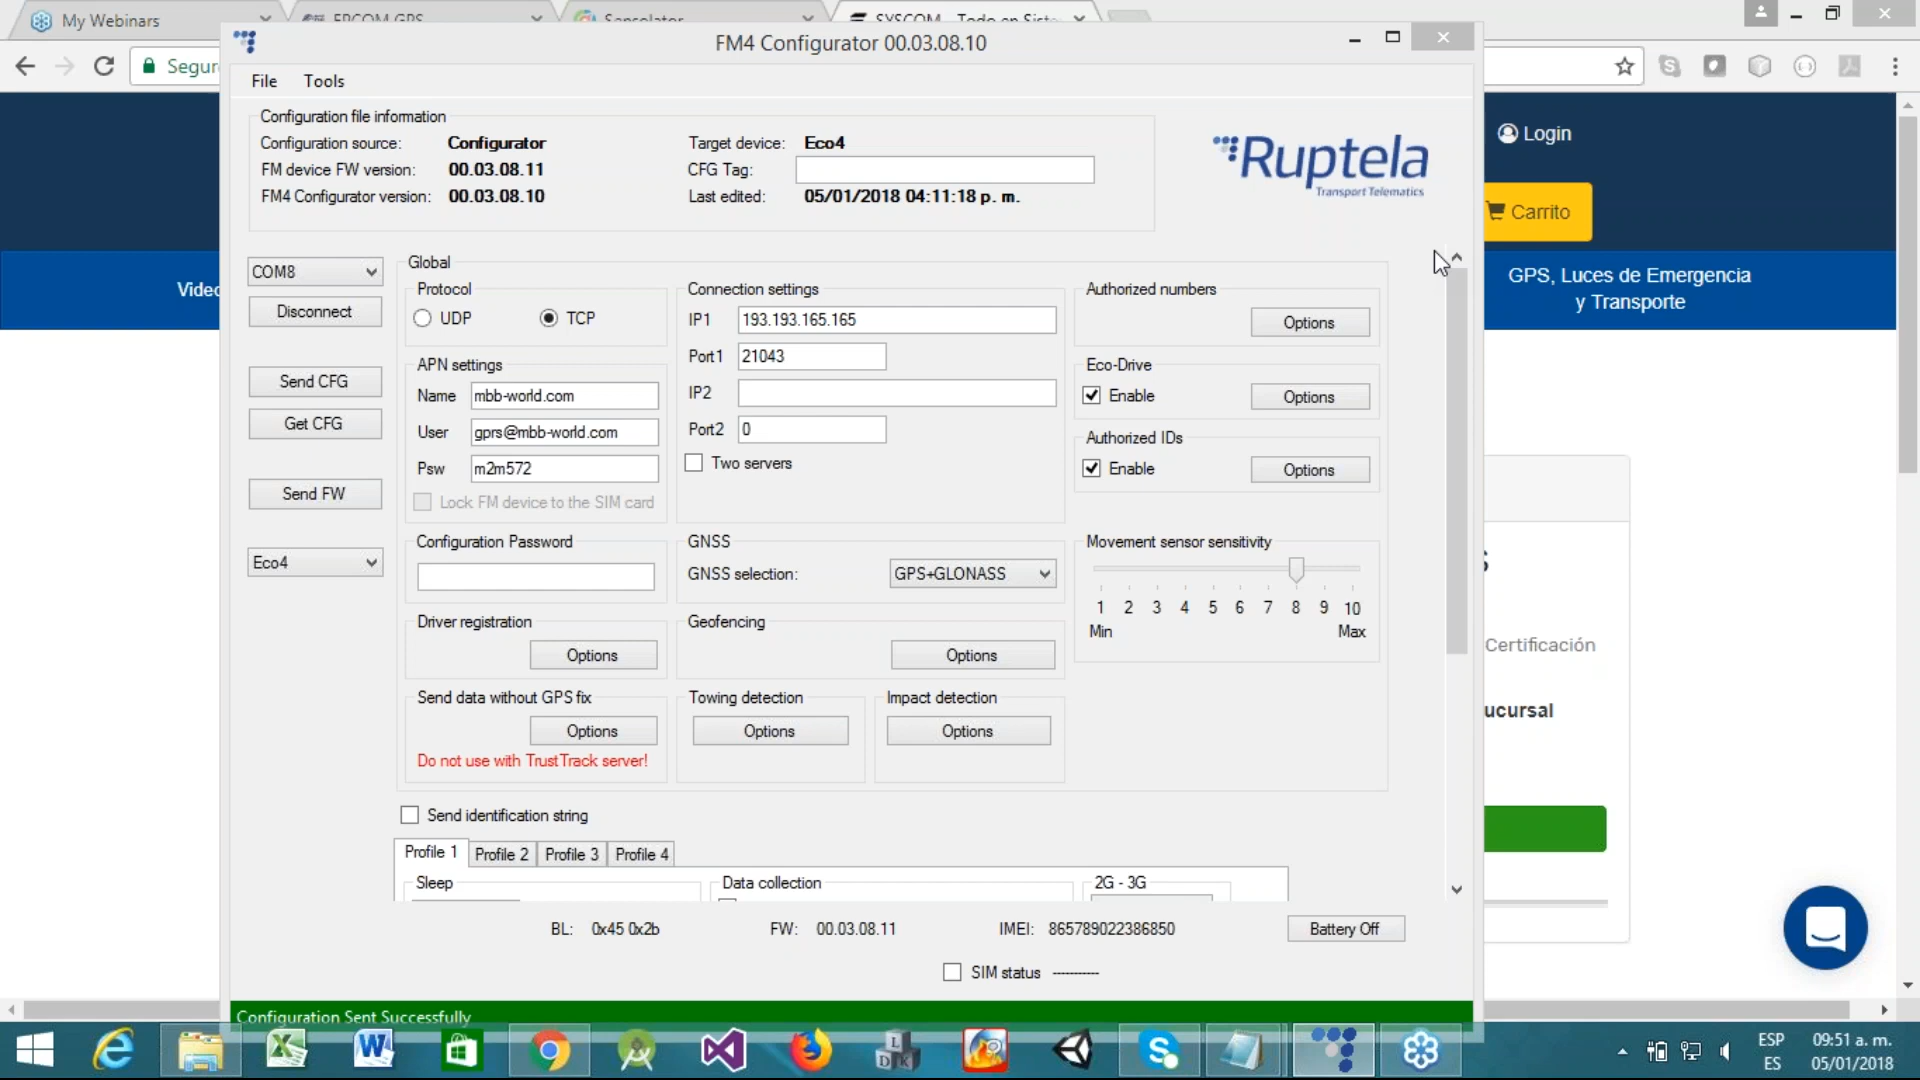 My Webinars
EPCOM GPS
Sensolator
SYSCOM - Todo en Sist
FM4 Configurator 00.03.08.10
Segur
File
Tools
Configuration file information
Configuration source: Configurator
FM device FW version: 00.03.08.11
FM4 Configurator version: 00.03.08.10
Target device: Eco4
CFG Tag:
Last edited: 05/01/2018 04:11:18 p. m.
Ruptela
Transport Telematics
Login
Carrito
Video
GPS, Luces de Emergencia
y Transporte
COM8
Disconnect
Send CFG
Get CFG
Send FW
Eco4
Global
Protocol
UDP
TCP
APN settings
Name mbb-world.com
User gprs@mbb-world.com
Psw m2m572
Lock FM device to the SIM card
Connection settings
IP1 193.193.165.165
Port1 21043
IP2
Port2 0
Two servers
Authorized numbers
Options
Eco-Drive
Enable
Options
Authorized IDs
Enable
Options
Configuration Password
GNSS
GNSS selection: GPS+GLONASS
Movement sensor sensitivity
1 2 3 4 5 6 7 8 9 10
Min Max
Driver registration
Options
Geofencing
Options
Send data without GPS fix
Options
Do not use with TrustTrack server!
Towing detection
Options
Impact detection
Options
Certificación
ucursal
Send identification string
Profile 1
Profile 2
Profile 3
Profile 4
Sleep
Data collection
2G - 3G
BL: 0x45 0x2b
FW: 00.03.08.11
IMEI: 865789022386850
Battery Off
SIM status -----------
Configuration Sent Successfully
ESP
ES
09:51 a. m.
05/01/2018